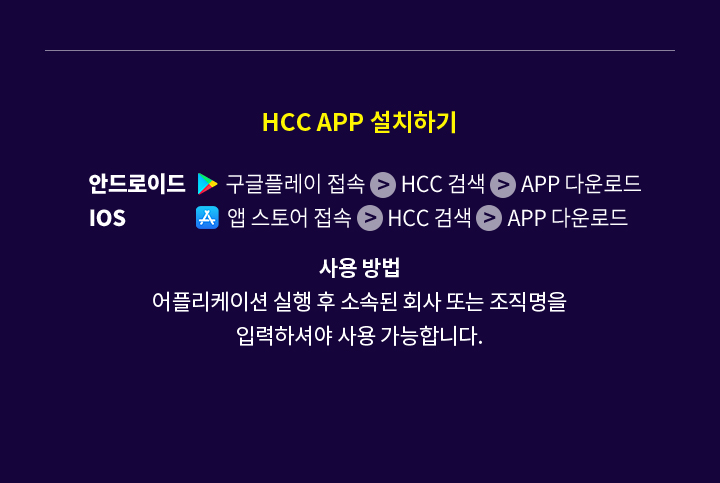 HCC APP 설치하기
안드로이드 구글플레이 접속 > HCC 검색 > APP 다운로드
IOS 앱 스토어 접속 > HCC 검색 > APP 다운로드
사용 방법
어플리케이션 실행 후 소속된 회사 또는 조직명을
입력하셔야 사용 가능합니다.